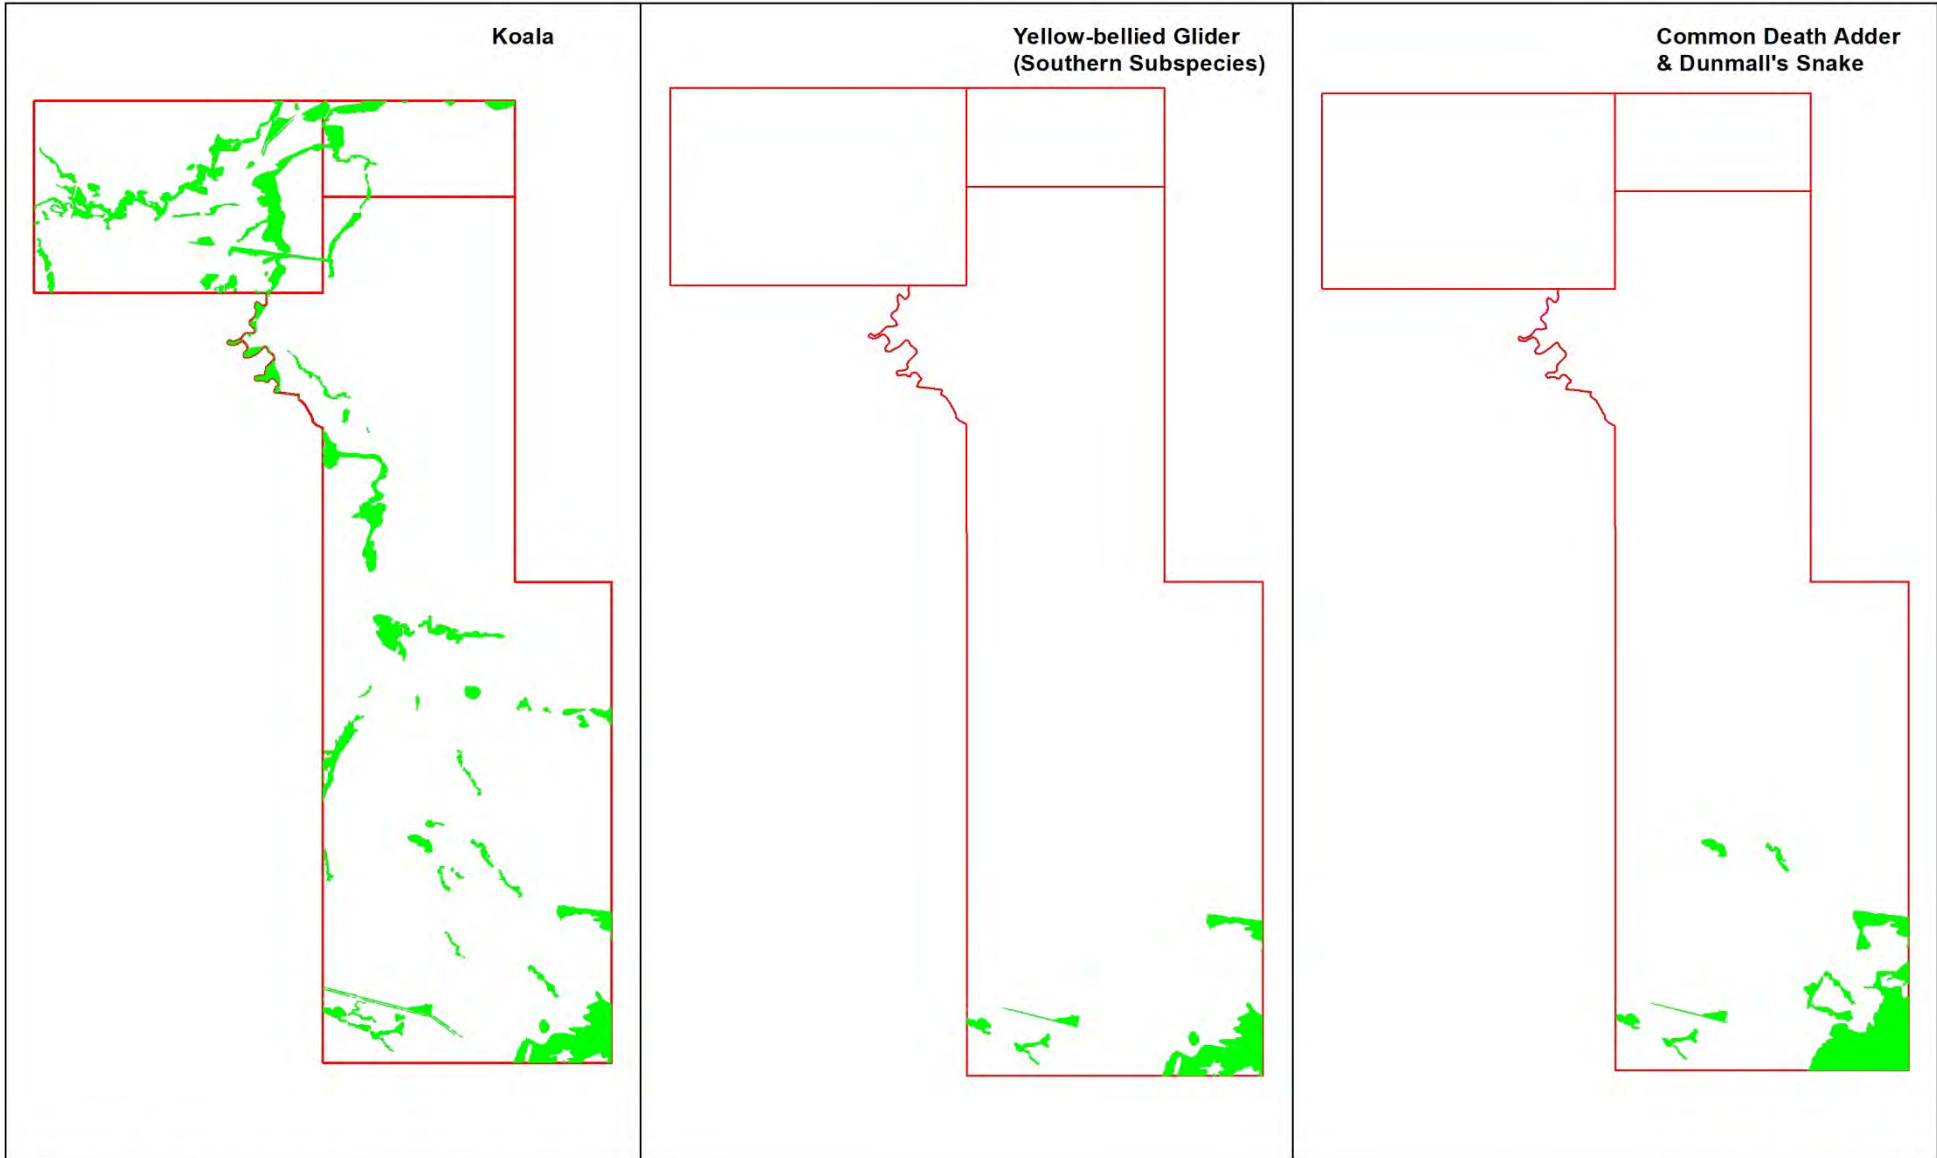 Koala
Yellow-bellied Glider
(Southern Subspecies)
Common Death Adder
& Dunmall's Snake